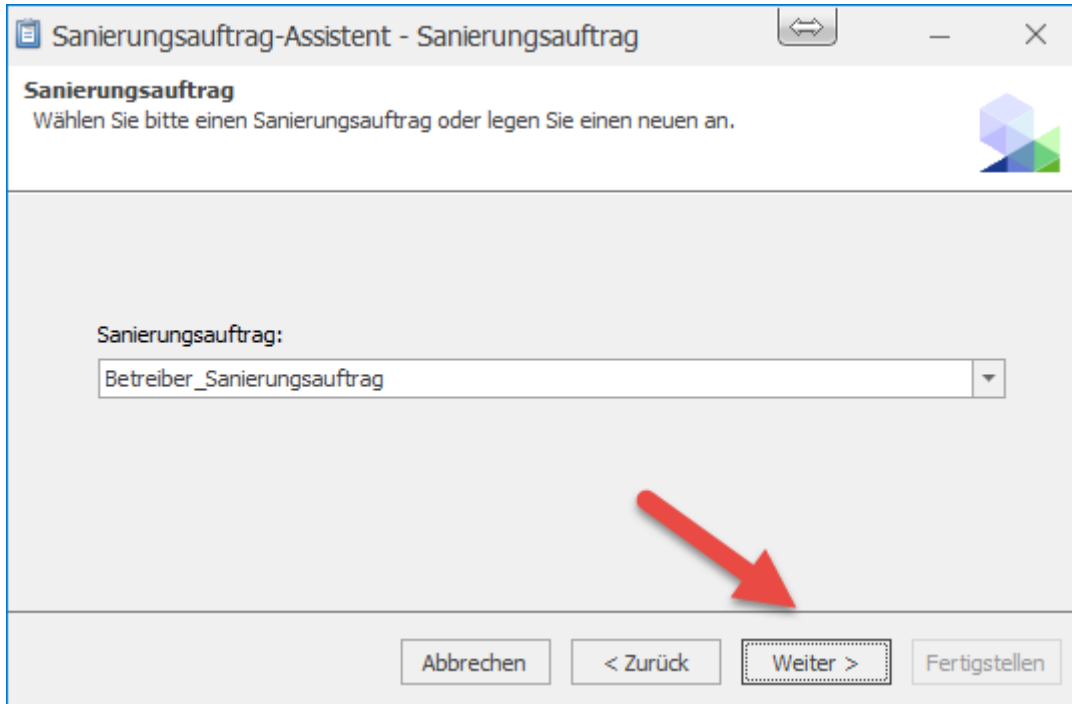 Sanierungsauftrag-Assistent - Sanierungsauftrag
Sanierungsauftrag
Wählen Sie bitte einen Sanierungsauftrag oder legen Sie einen neuen an.
Sanierungsauftrag:
Betreiber_Sanierungsauftrag
Abbrechen < Zurück Weiter > Fertigstellen